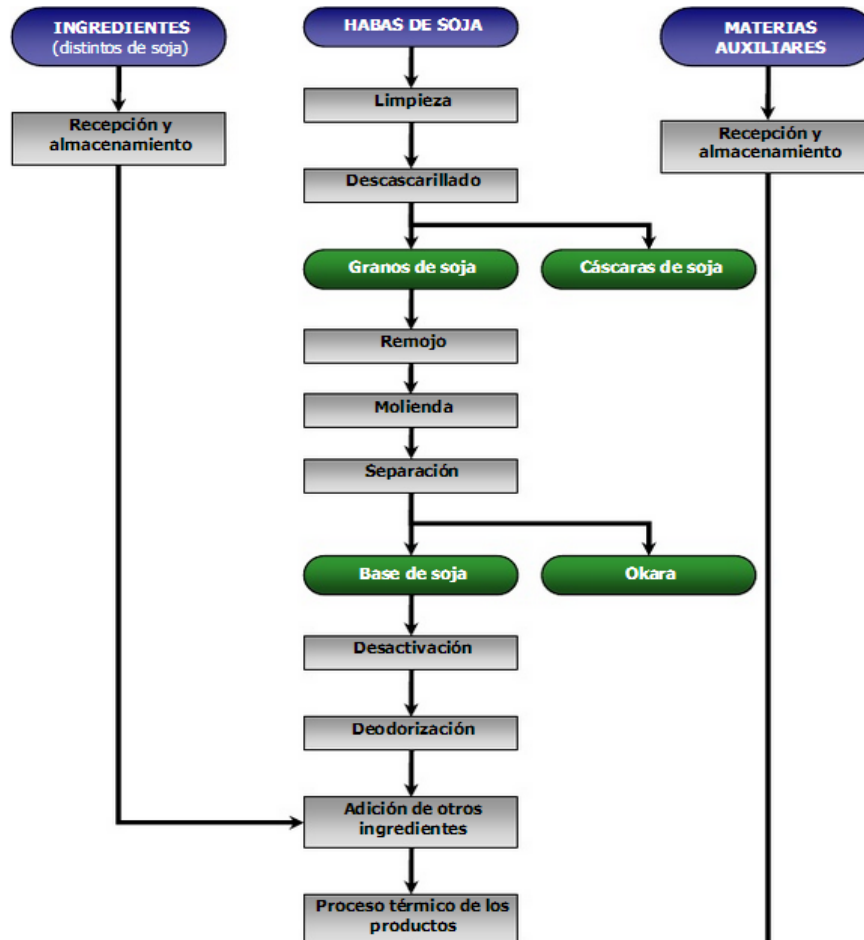 INGREDIENTES
(distintos de soja)
HABAS DE SOJA
MATERIAS
AUXILIARES
Recepción y
almacenamiento
Limpieza
Recepción y
almacenamiento
Descascarillado
Granos de soja
Cáscaras de soja
Remojo
Molienda
Separación
Base de soja
Okara
Desactivación
Deodorización
Adición de otros
ingredientes
Proceso térmico de los
productos